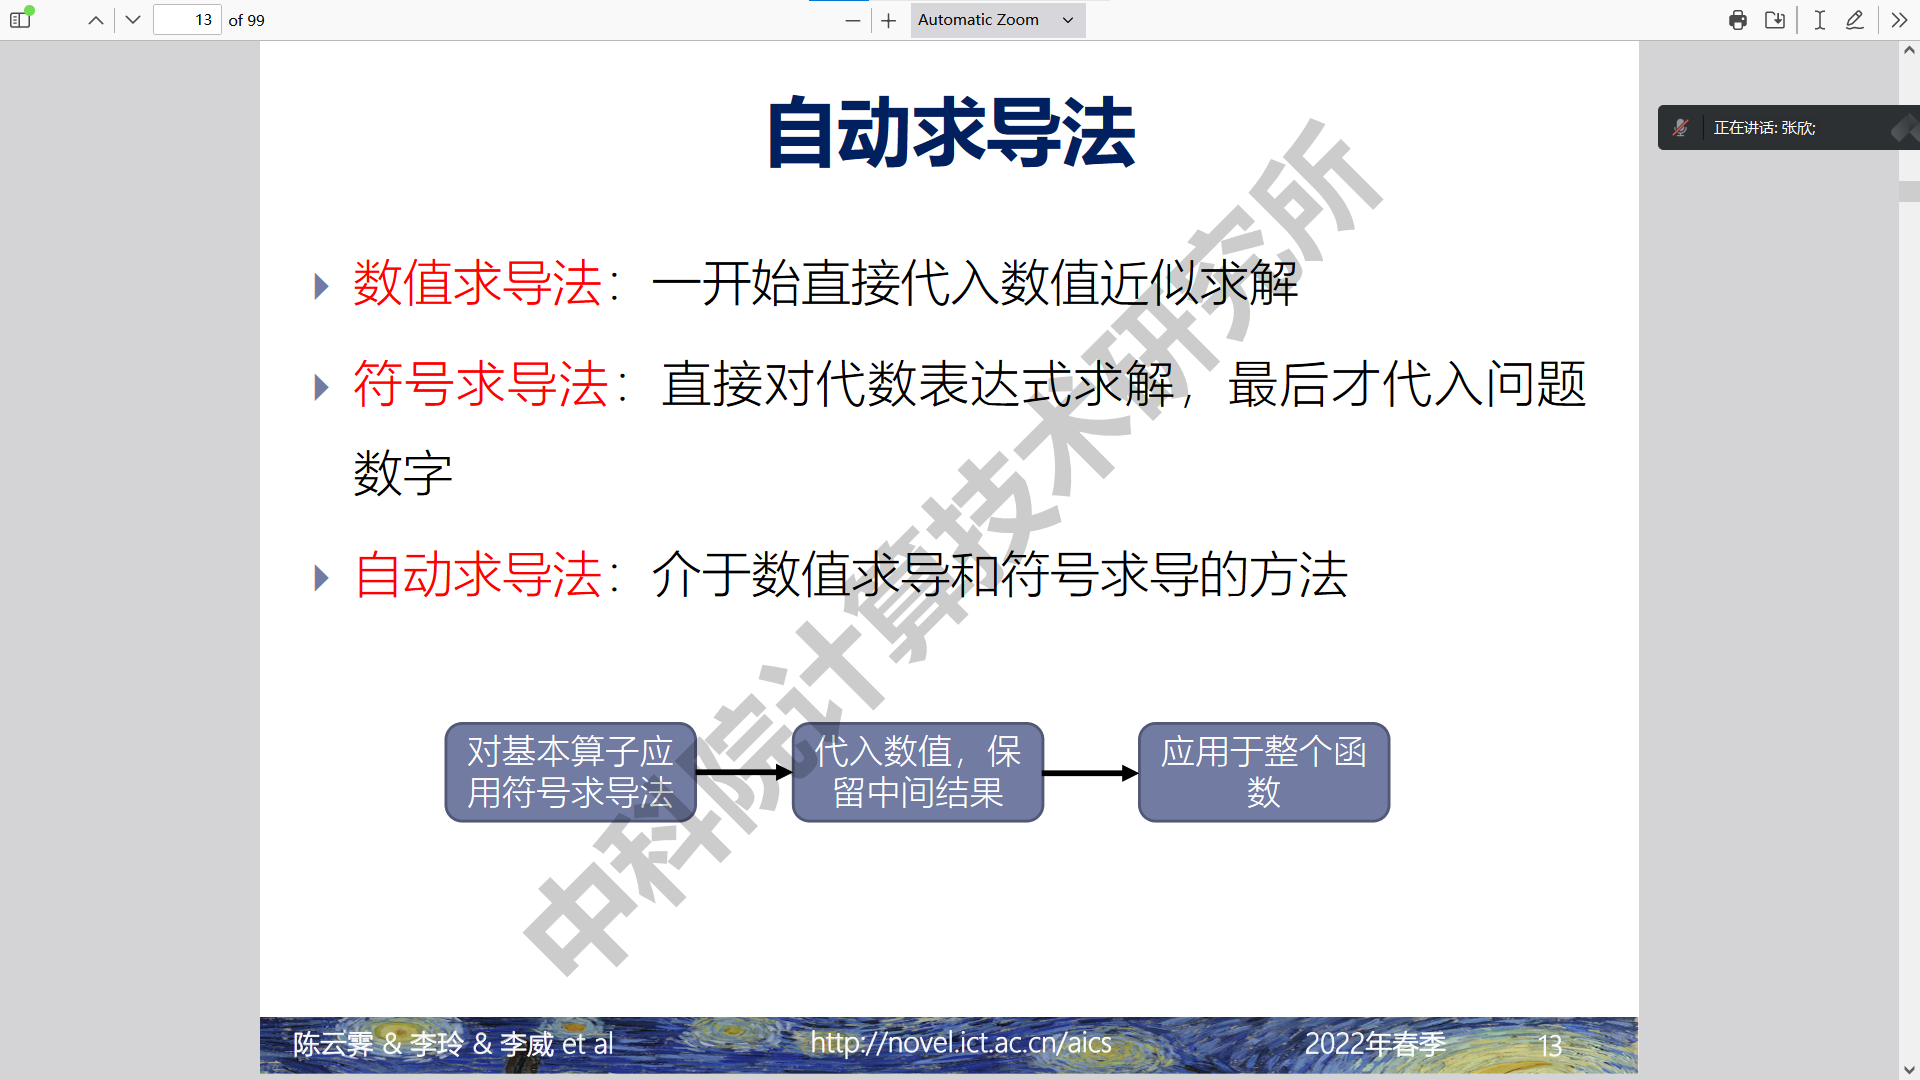 13 of 99
Automatic Zoom
正在讲话: 张欣;
自动求导法
数值求导法：一开始直接代入数值近似求解
符号求导法：直接对代数表达式求解，最后才代入问题
数字
自动求导法：介于数值求导和符号求导的方法
对基本算子应
用符号求导法
代入数值，保
留中间结果
应用于整个函
数
中科院计算技术研究所
陈云霁 & 李玲 & 李威 et al
http://novel.ict.ac.cn/aics
2022年春季
13